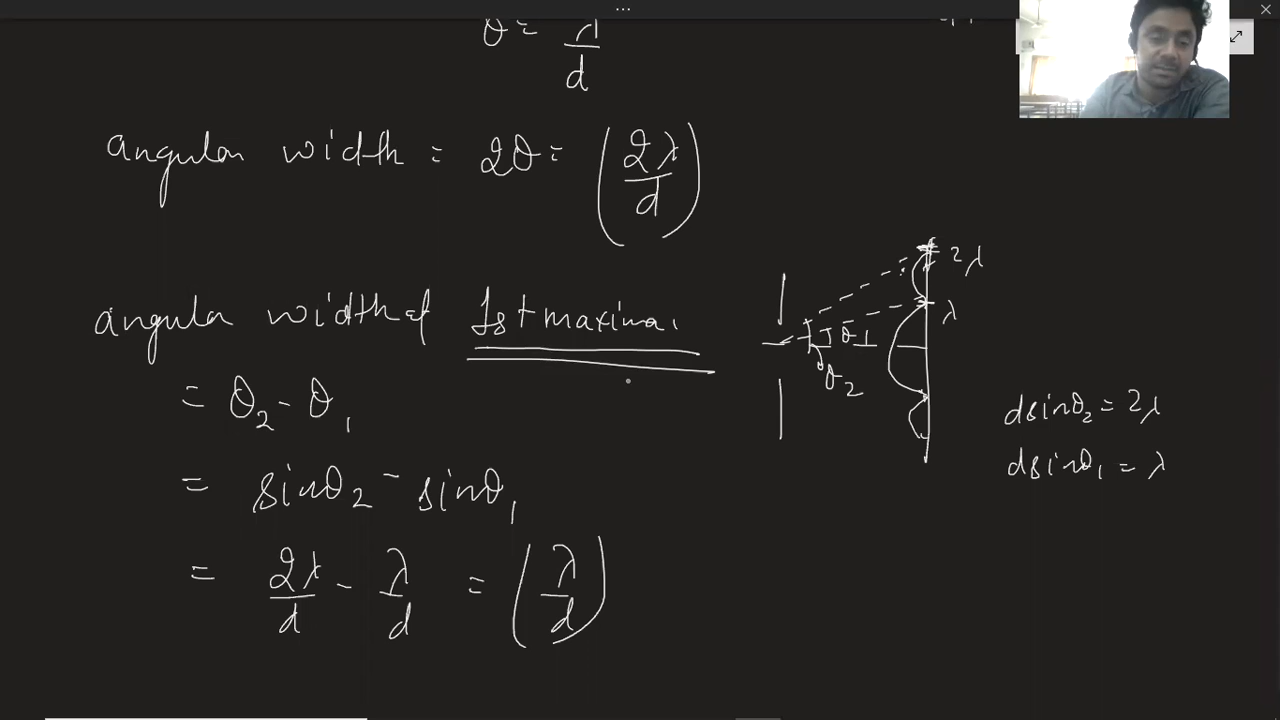 θ = λ/d
angular width = 2θ = (2λ/d)
angular width of 1st maxima.
= θ₂ - θ₁
= sinθ₂ - sinθ₁
= 2λ/d - λ/d = (λ/d)
2λ
λ
θ₁
θ₂
dsinθ₂ = 2λ
dsinθ₁ = λ